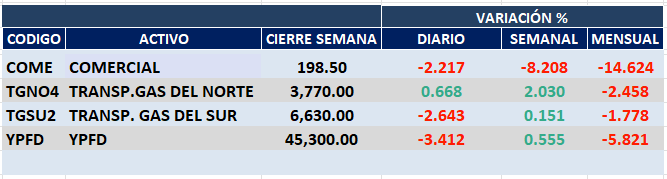 VARIACIÓN %
CODIGO ACTIVO CIERRE SEMANA DIARIO SEMANAL MENSUAL
COME COMERCIAL 198.50 -2.217 -8.208 -14.624
TGNO4 TRANSP.GAS DEL NORTE 3,770.00 0.668 2.030 -2.458
TGSU2 TRANSP. GAS DEL SUR 6,630.00 -2.643 0.151 -1.778
YPFD YPFD 45,300.00 -3.412 0.555 -5.821